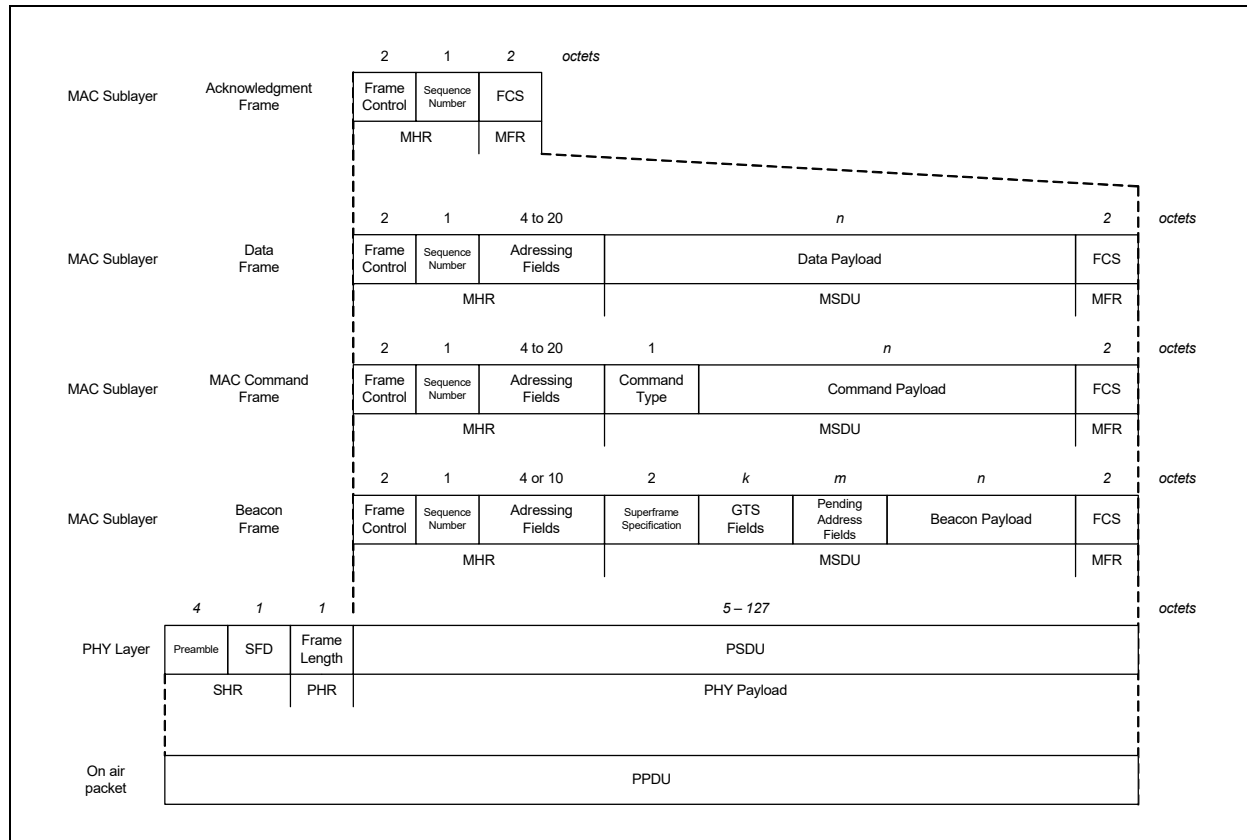 2 1 2 octets
MAC Sublayer Acknowledgment Frame Frame Control Sequence Number FCS
MHR MFR
2 1 4 to 20 n 2 octets
MAC Sublayer Data Frame Frame Control Sequence Number Adressing Fields Data Payload FCS
MHR MSDU MFR
2 1 4 to 20 1 n 2 octets
MAC Sublayer MAC Command Frame Frame Control Sequence Number Adressing Fields Command Type Command Payload FCS
MHR MSDU MFR
2 1 4 or 10 2 k m n 2 octets
MAC Sublayer Beacon Frame Frame Control Sequence Number Adressing Fields Superframe Specification GTS Fields Pending Address Fields Beacon Payload FCS
MHR MSDU MFR
4 1 1 5 – 127 octets
PHY Layer Preamble SFD Frame Length PSDU
SHR PHR PHY Payload
On air packet PPDU